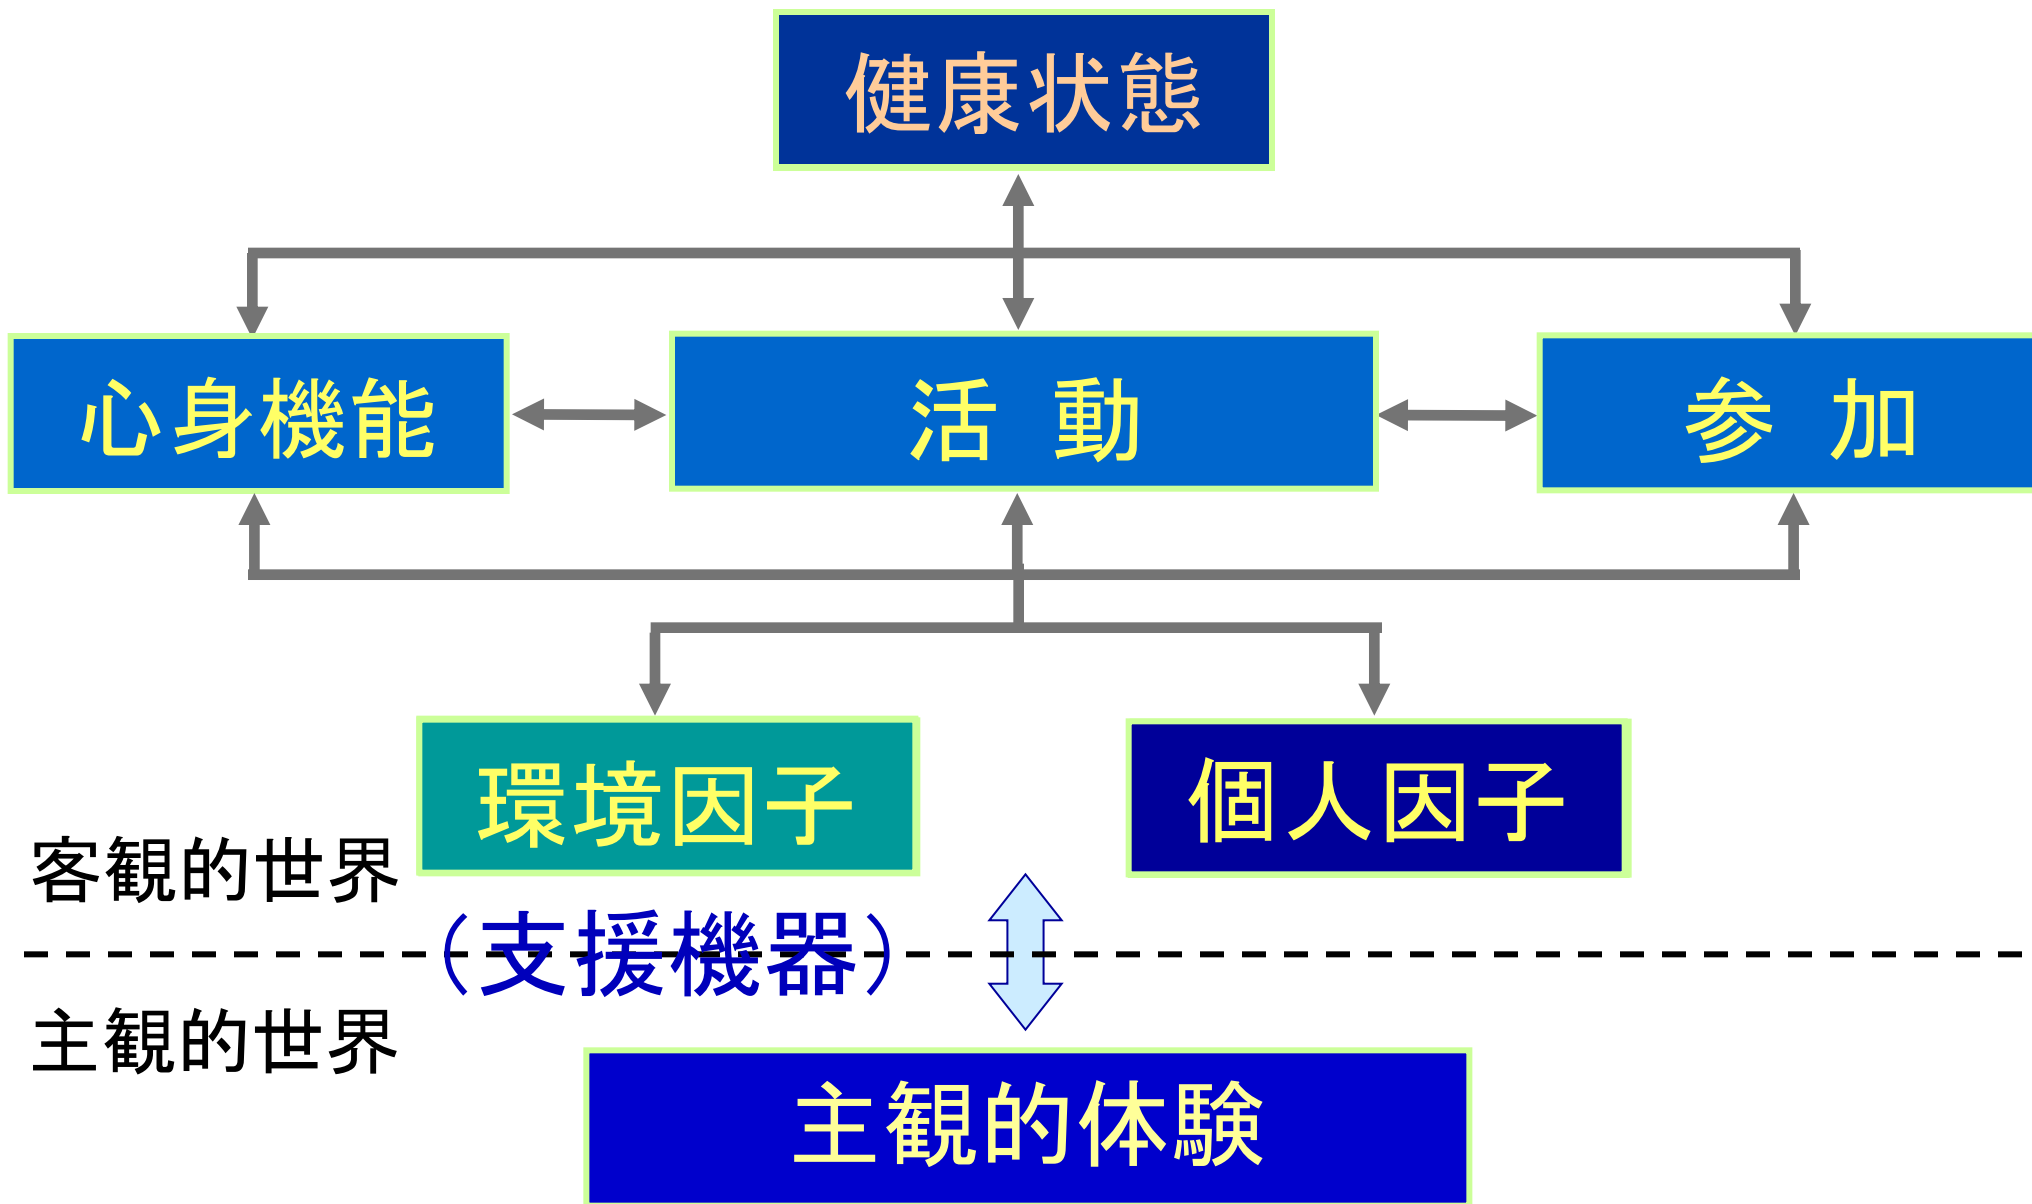 健康状態
心身機能
活 動
参 加
環境因子
個人因子
客観的世界
（支援機器）
主観的世界
主観的体験